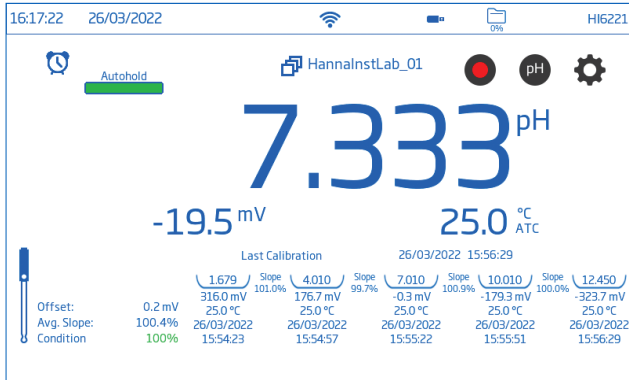 16:17:22 26/03/2022 0% HI6221
Autohold HannaInstLab_01 pH
7.333 pH
-19.5 mV 25.0 °C ATC
Last Calibration 26/03/2022 15:56:29
1.679 Slope 101.0% 4.010 Slope 99.7% 7.010 Slope 100.9% 10.010 Slope 100.0% 12.450
316.0 mV 176.7 mV -0.3 mV -179.3 mV -323.7 mV
Offset: 0.2 mV 25.0 °C 25.0 °C 25.0 °C 25.0 °C 25.0 °C
Avg. Slope: 100.4% 26/03/2022 26/03/2022 26/03/2022 26/03/2022 26/03/2022
Condition 100% 15:54:23 15:54:57 15:55:22 15:55:51 15:56:29